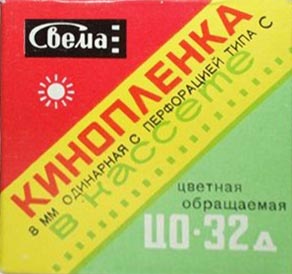 Свема
КИНОПЛЕНКА
8 мм ОДИНАРНАЯ С ПЕРФОРАЦИЕЙ ТИПА С
в кассете
цветная
обращаемая
ЦО·32д